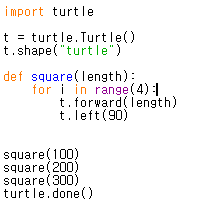 import turtle
t = turtle.Turtle()
t.shape("turtle")
def square(length):
    for i in range(4):
        t.forward(length)
        t.left(90)
square(100)
square(200)
square(300)
turtle.done()